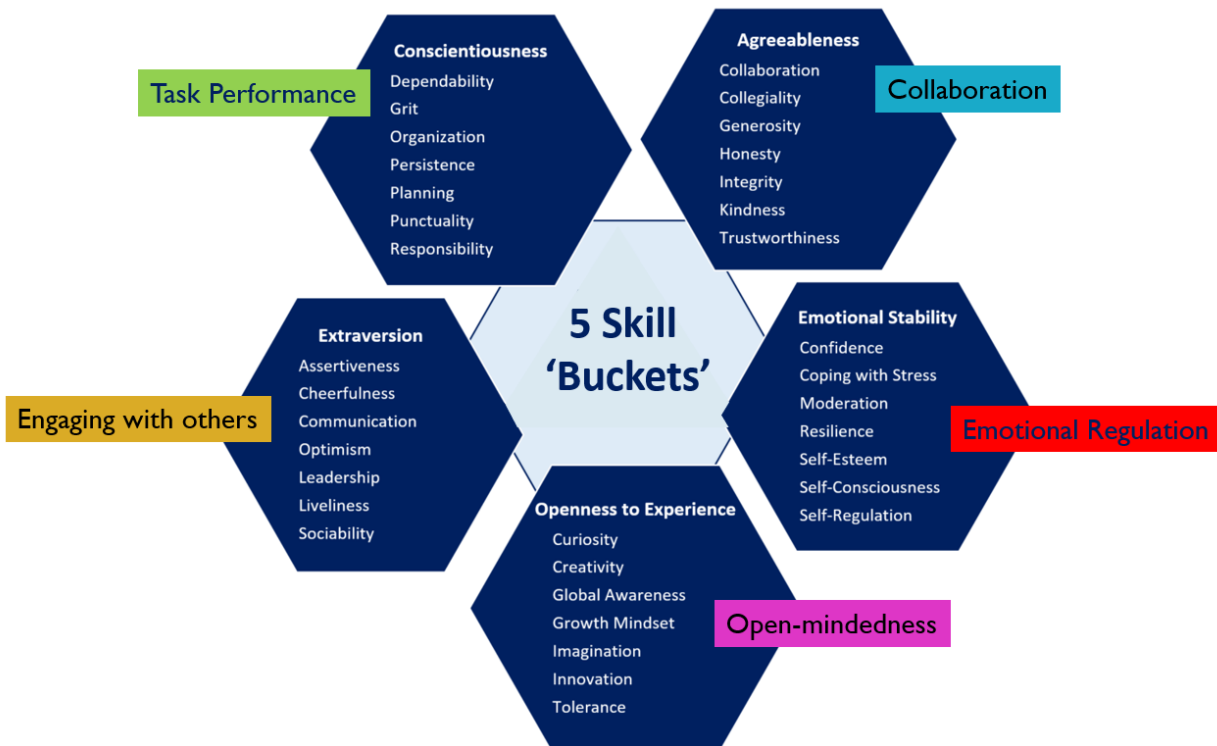 Conscientiousness
Dependability
Grit
Organization
Persistence
Planning
Punctuality
Responsibility
Task Performance
Agreeableness
Collaboration
Collegiality
Generosity
Honesty
Integrity
Kindness
Trustworthiness
Collaboration
5 Skill
‘Buckets’
Extraversion
Assertiveness
Cheerfulness
Communication
Optimism
Leadership
Liveliness
Sociability
Engaging with others
Emotional Stability
Confidence
Coping with Stress
Moderation
Resilience
Self-Esteem
Self-Consciousness
Self-Regulation
Emotional Regulation
Openness to Experience
Curiosity
Creativity
Global Awareness
Growth Mindset
Imagination
Innovation
Tolerance
Open-mindedness